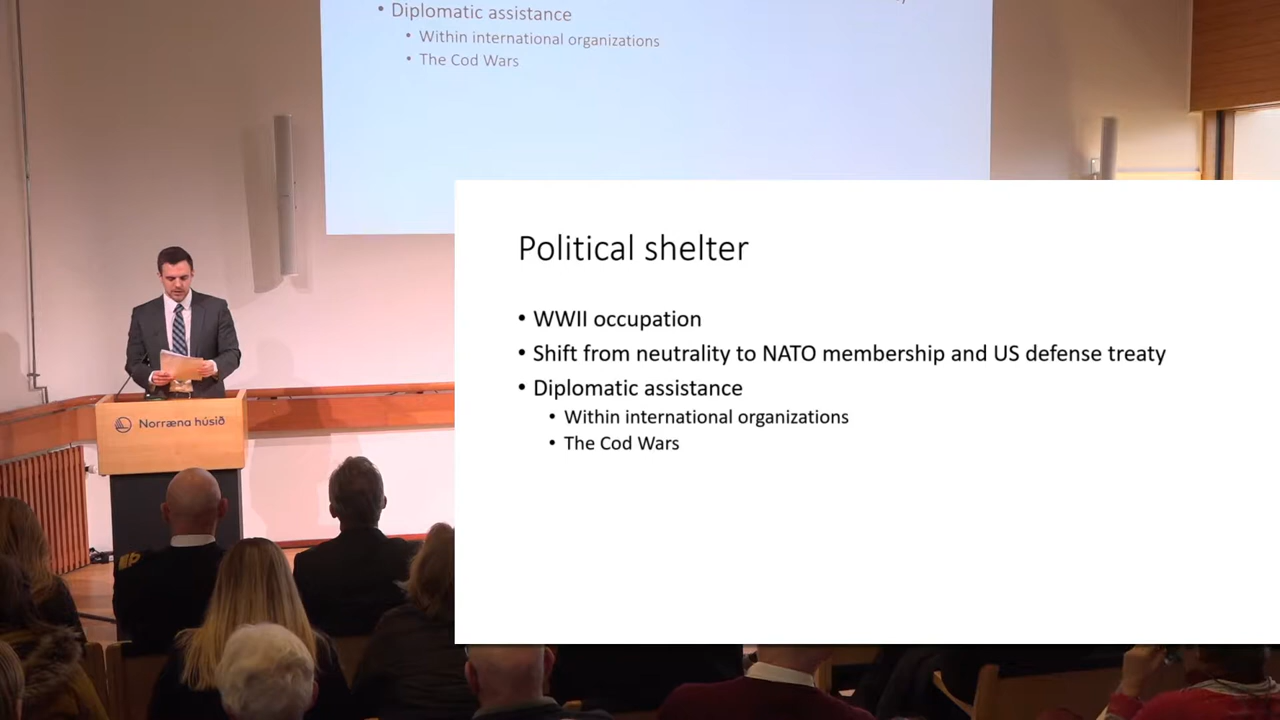 Diplomatic assistance
• Within international organizations
• The Cod Wars
Political shelter
• WWII occupation
• Shift from neutrality to NATO membership and US defense treaty
• Diplomatic assistance
• Within international organizations
• The Cod Wars
Norræna húsið